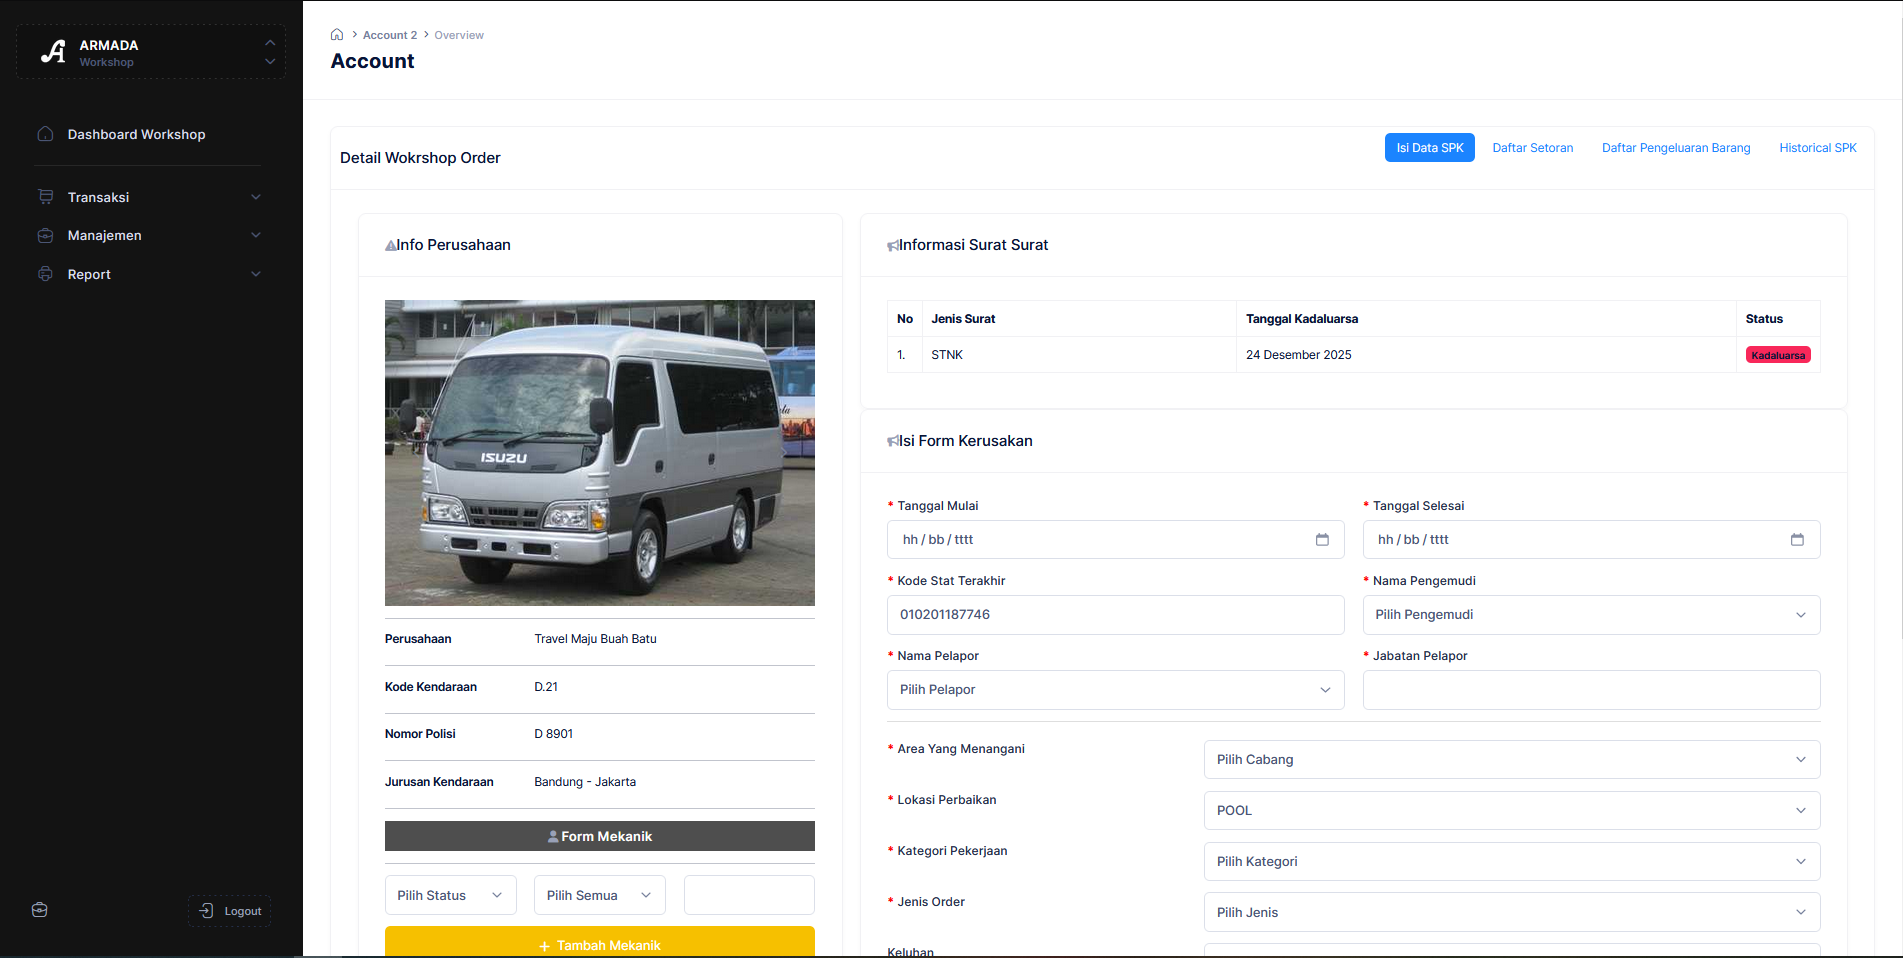 ARMADA
Workshop
Dashboard Workshop
Transaksi
Manajemen
Report
Logout
Account 2 Overview
Account
Detail Wokrshop Order
Isi Data SPK Daftar Setoran Daftar Pengeluaran Barang Historical SPK
Info Perusahaan
ISUZU
Perusahaan Travel Maju Buah Batu
Kode Kendaraan D.21
Nomor Polisi D 8901
Jurusan Kendaraan Bandung - Jakarta
Form Mekanik
Pilih Status Pilih Semua
+ Tambah Mekanik
Informasi Surat Surat
No Jenis Surat Tanggal Kadaluarsa Status
1. STNK 24 Desember 2025 Kadaluarsa
Isi Form Kerusakan
* Tanggal Mulai * Tanggal Selesai
hh / bb / tttt hh / bb / tttt
* Kode Stat Terakhir * Nama Pengemudi
010201187746 Pilih Pengemudi
* Nama Pelapor * Jabatan Pelapor
Pilih Pelapor
* Area Yang Menangani Pilih Cabang
* Lokasi Perbaikan POOL
* Kategori Pekerjaan Pilih Kategori
* Jenis Order Pilih Jenis
Keluhan